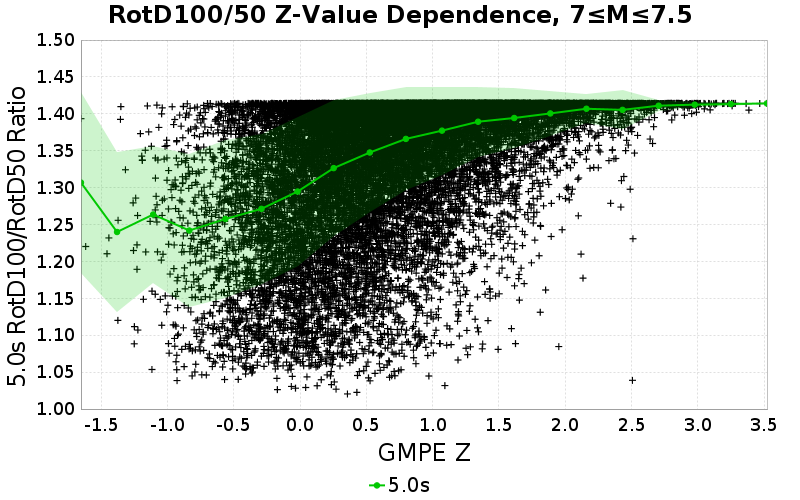 RotD100/50 Z-Value Dependence, 7≤M≤7.5
5.0s RotD100/RotD50 Ratio
1.50
1.45
1.40
1.35
1.30
1.25
1.20
1.15
1.10
1.05
1.00
-1.5 -1.0 -0.5 0.0 0.5 1.0 1.5 2.0 2.5 3.0 3.5
GMPE Z
5.0s